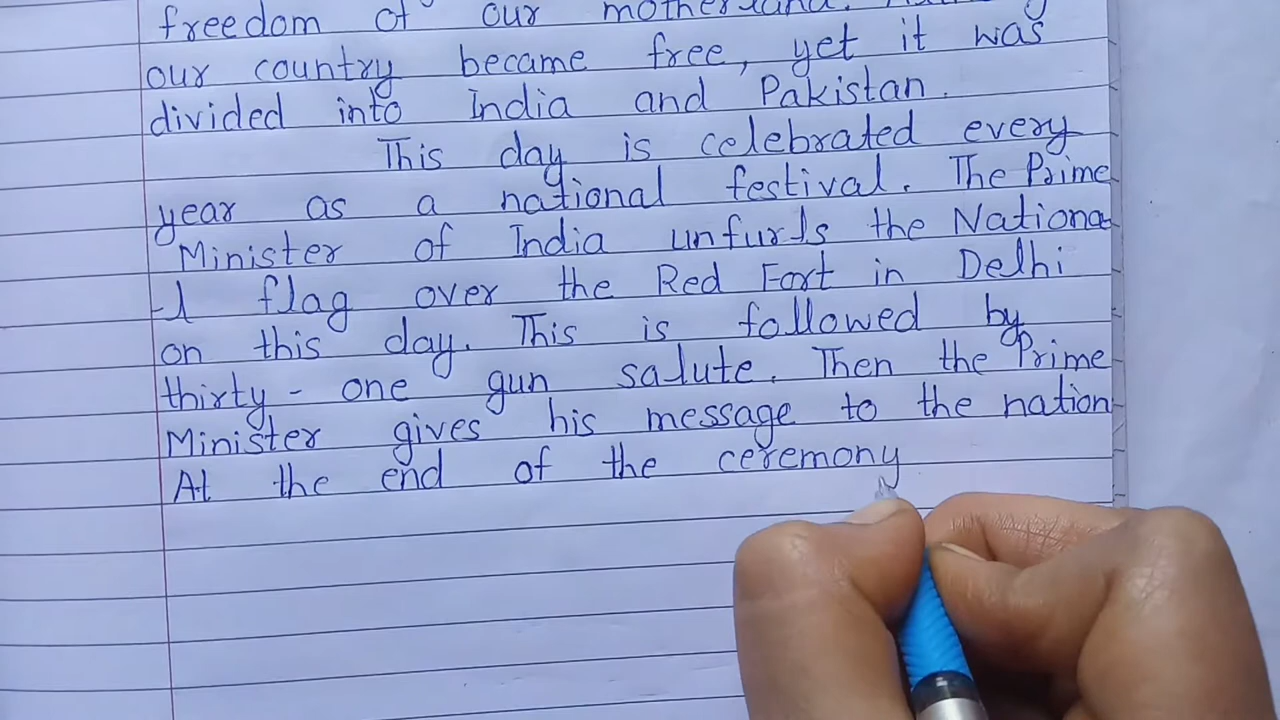 freedom of our motherland.
our country became free, yet it was
divided into India and Pakistan.
This day is celebrated every
year as a national festival. The Prime
Minister of India unfurls the Nationa
-l flag over the Red Fort in Delhi
on this day. This is followed by
thirty-one gun salute. Then the Prime
Minister gives his message to the nation
At the end of the ceremony